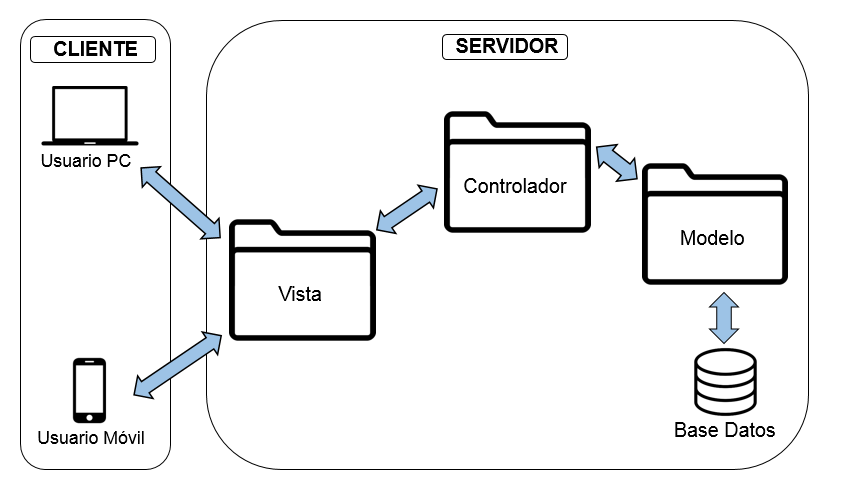 CLIENTE
SERVIDOR
Usuario PC
Controlador
Modelo
Vista
Usuario Móvil
Base Datos